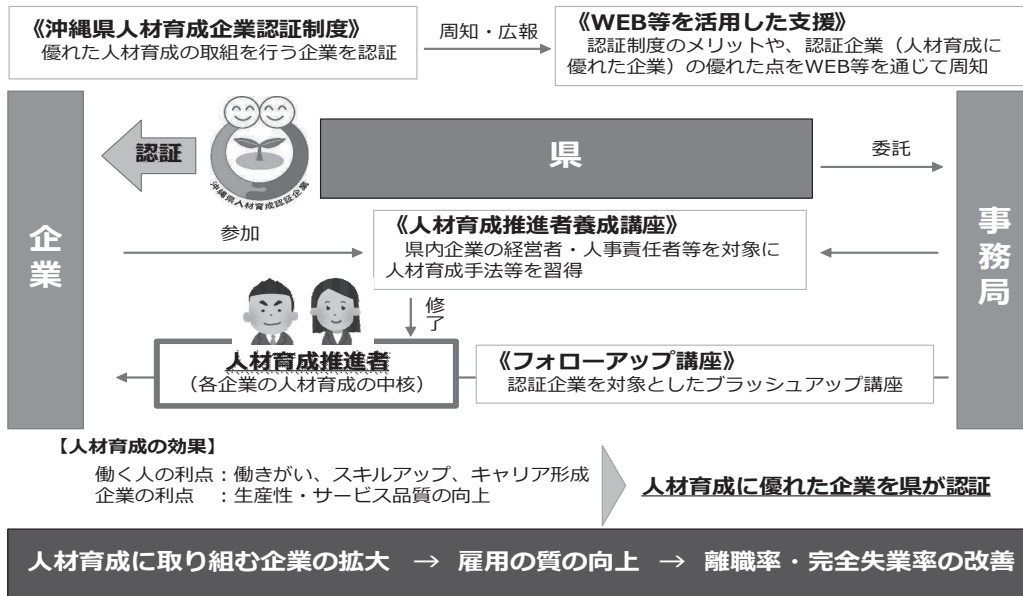 《沖縄県人材育成企業認証制度》
優れた人材育成の取組を行う企業を認証
周知・広報
《WEB等を活用した支援》
認証制度のメリットや、認証企業(人材育成に
優れた企業)の優れた点をWEB等を通じて周知
認証
沖縄県人材育成認証企業
県
委託
企業
事務局
参加
《人材育成推進者養成講座》
県内企業の経営者・人事責任者等を対象に
人材育成手法等を習得
修了
人材育成推進者
(各企業の人材育成の中核)
《フォローアップ講座》
認証企業を対象としたブラッシュアップ講座
【人材育成の効果】
働く人の利点:働きがい、スキルアップ、キャリア形成
企業の利点 :生産性・サービス品質の向上
人材育成に優れた企業を県が認証
人材育成に取り組む企業の拡大 → 雇用の質の向上 → 離職率・完全失業率の改善